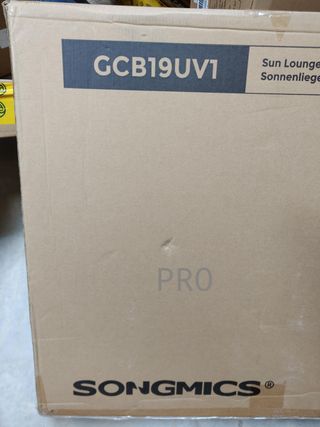 GCB19UV1
Sun Lounge
Sonnenliege
PRO
SONGMICS®